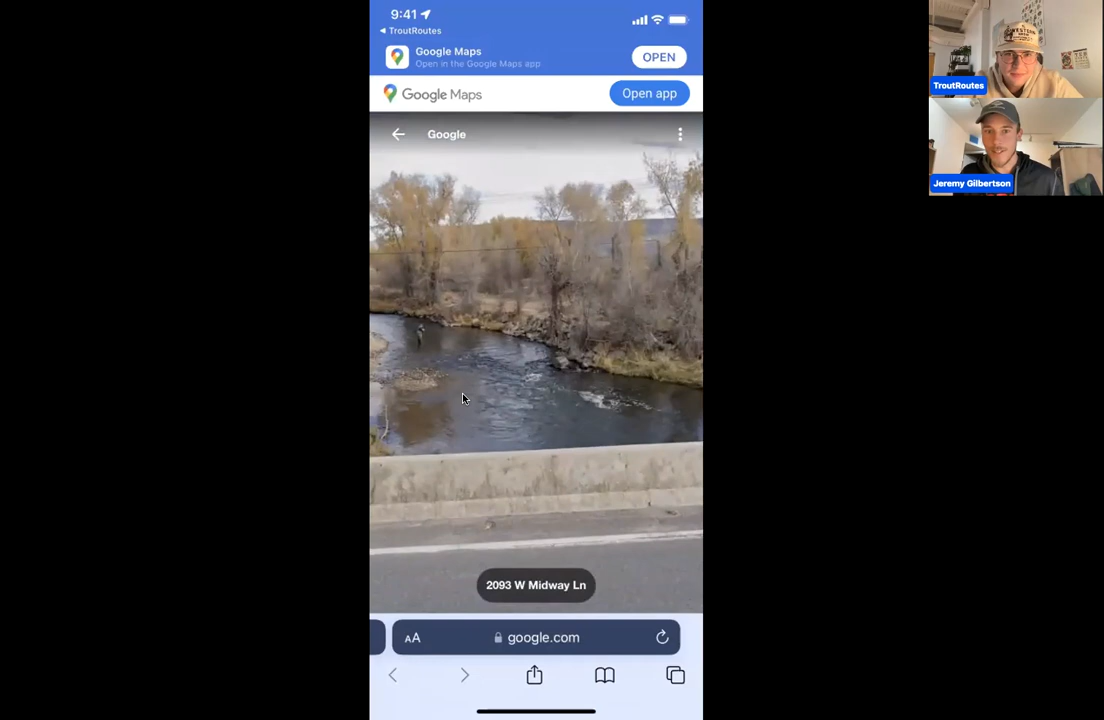 9:41
TroutRoutes
Google Maps
Open in the Google Maps app
OPEN
Google Maps
Open app
Google
2093 W Midway Ln
AA
google.com
TroutRoutes
Jeremy Gilbertson